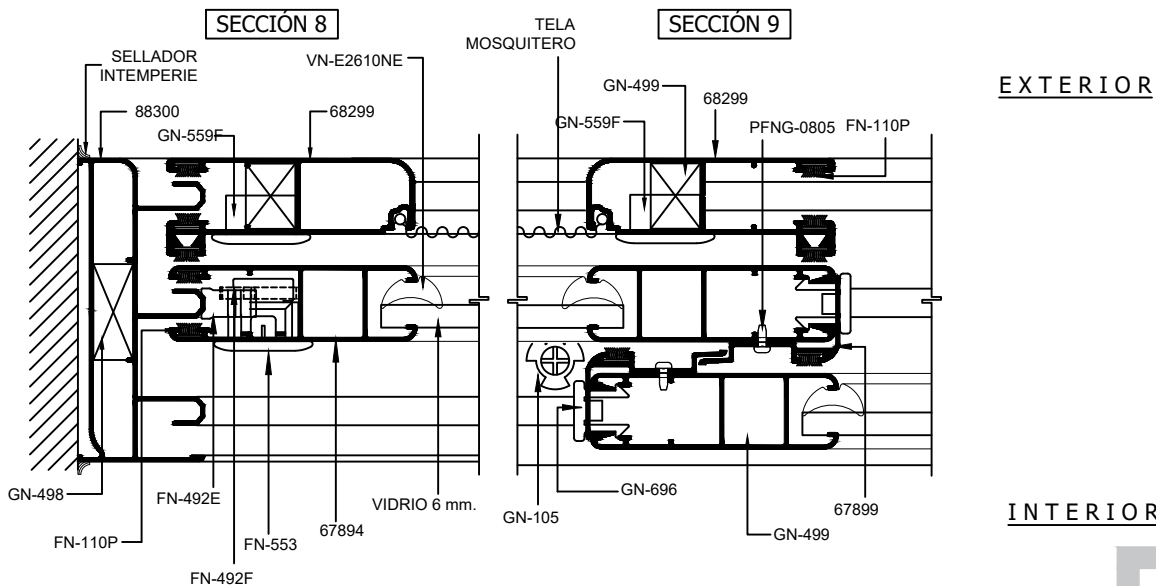 SECCIÓN 8
SECCIÓN 9
TELA
MOSQUITERO
SELLADOR
INTEMPERIE
VN-E2610NE
EXTERIOR
GN-499
68299
88300
68299
GN-559F
GN-559F
PFNG-0805
FN-110P
GN-498
FN-492E
VIDRIO 6 mm.
GN-696
67899
GN-105
INTERIOR
FN-110P
FN-553
67894
GN-499
FN-492F